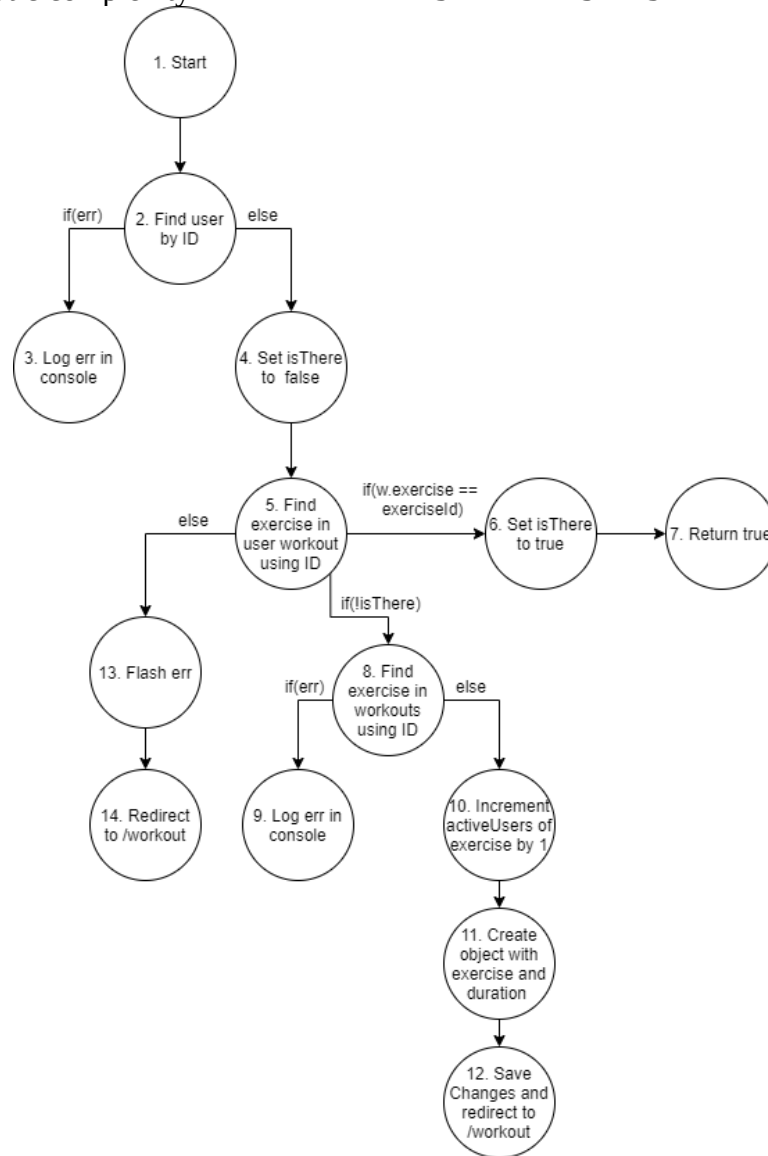 1. Start
if(err)
2. Find user
by ID
else
3. Log err in
console
4. Set isThere
to false
else
5. Find
exercise in
user workout
using ID
if(w.exercise ==
exerciseId)
6. Set isThere
to true
7. Return true
if(!isThere)
13. Flash err
if(err)
8. Find
exercise in
workouts
using ID
else
14. Redirect
to /workout
9. Log err in
console
10. Increment
activeUsers of
exercise by 1
11. Create
object with
exercise and
duration
12. Save
Changes and
redirect to
/workout